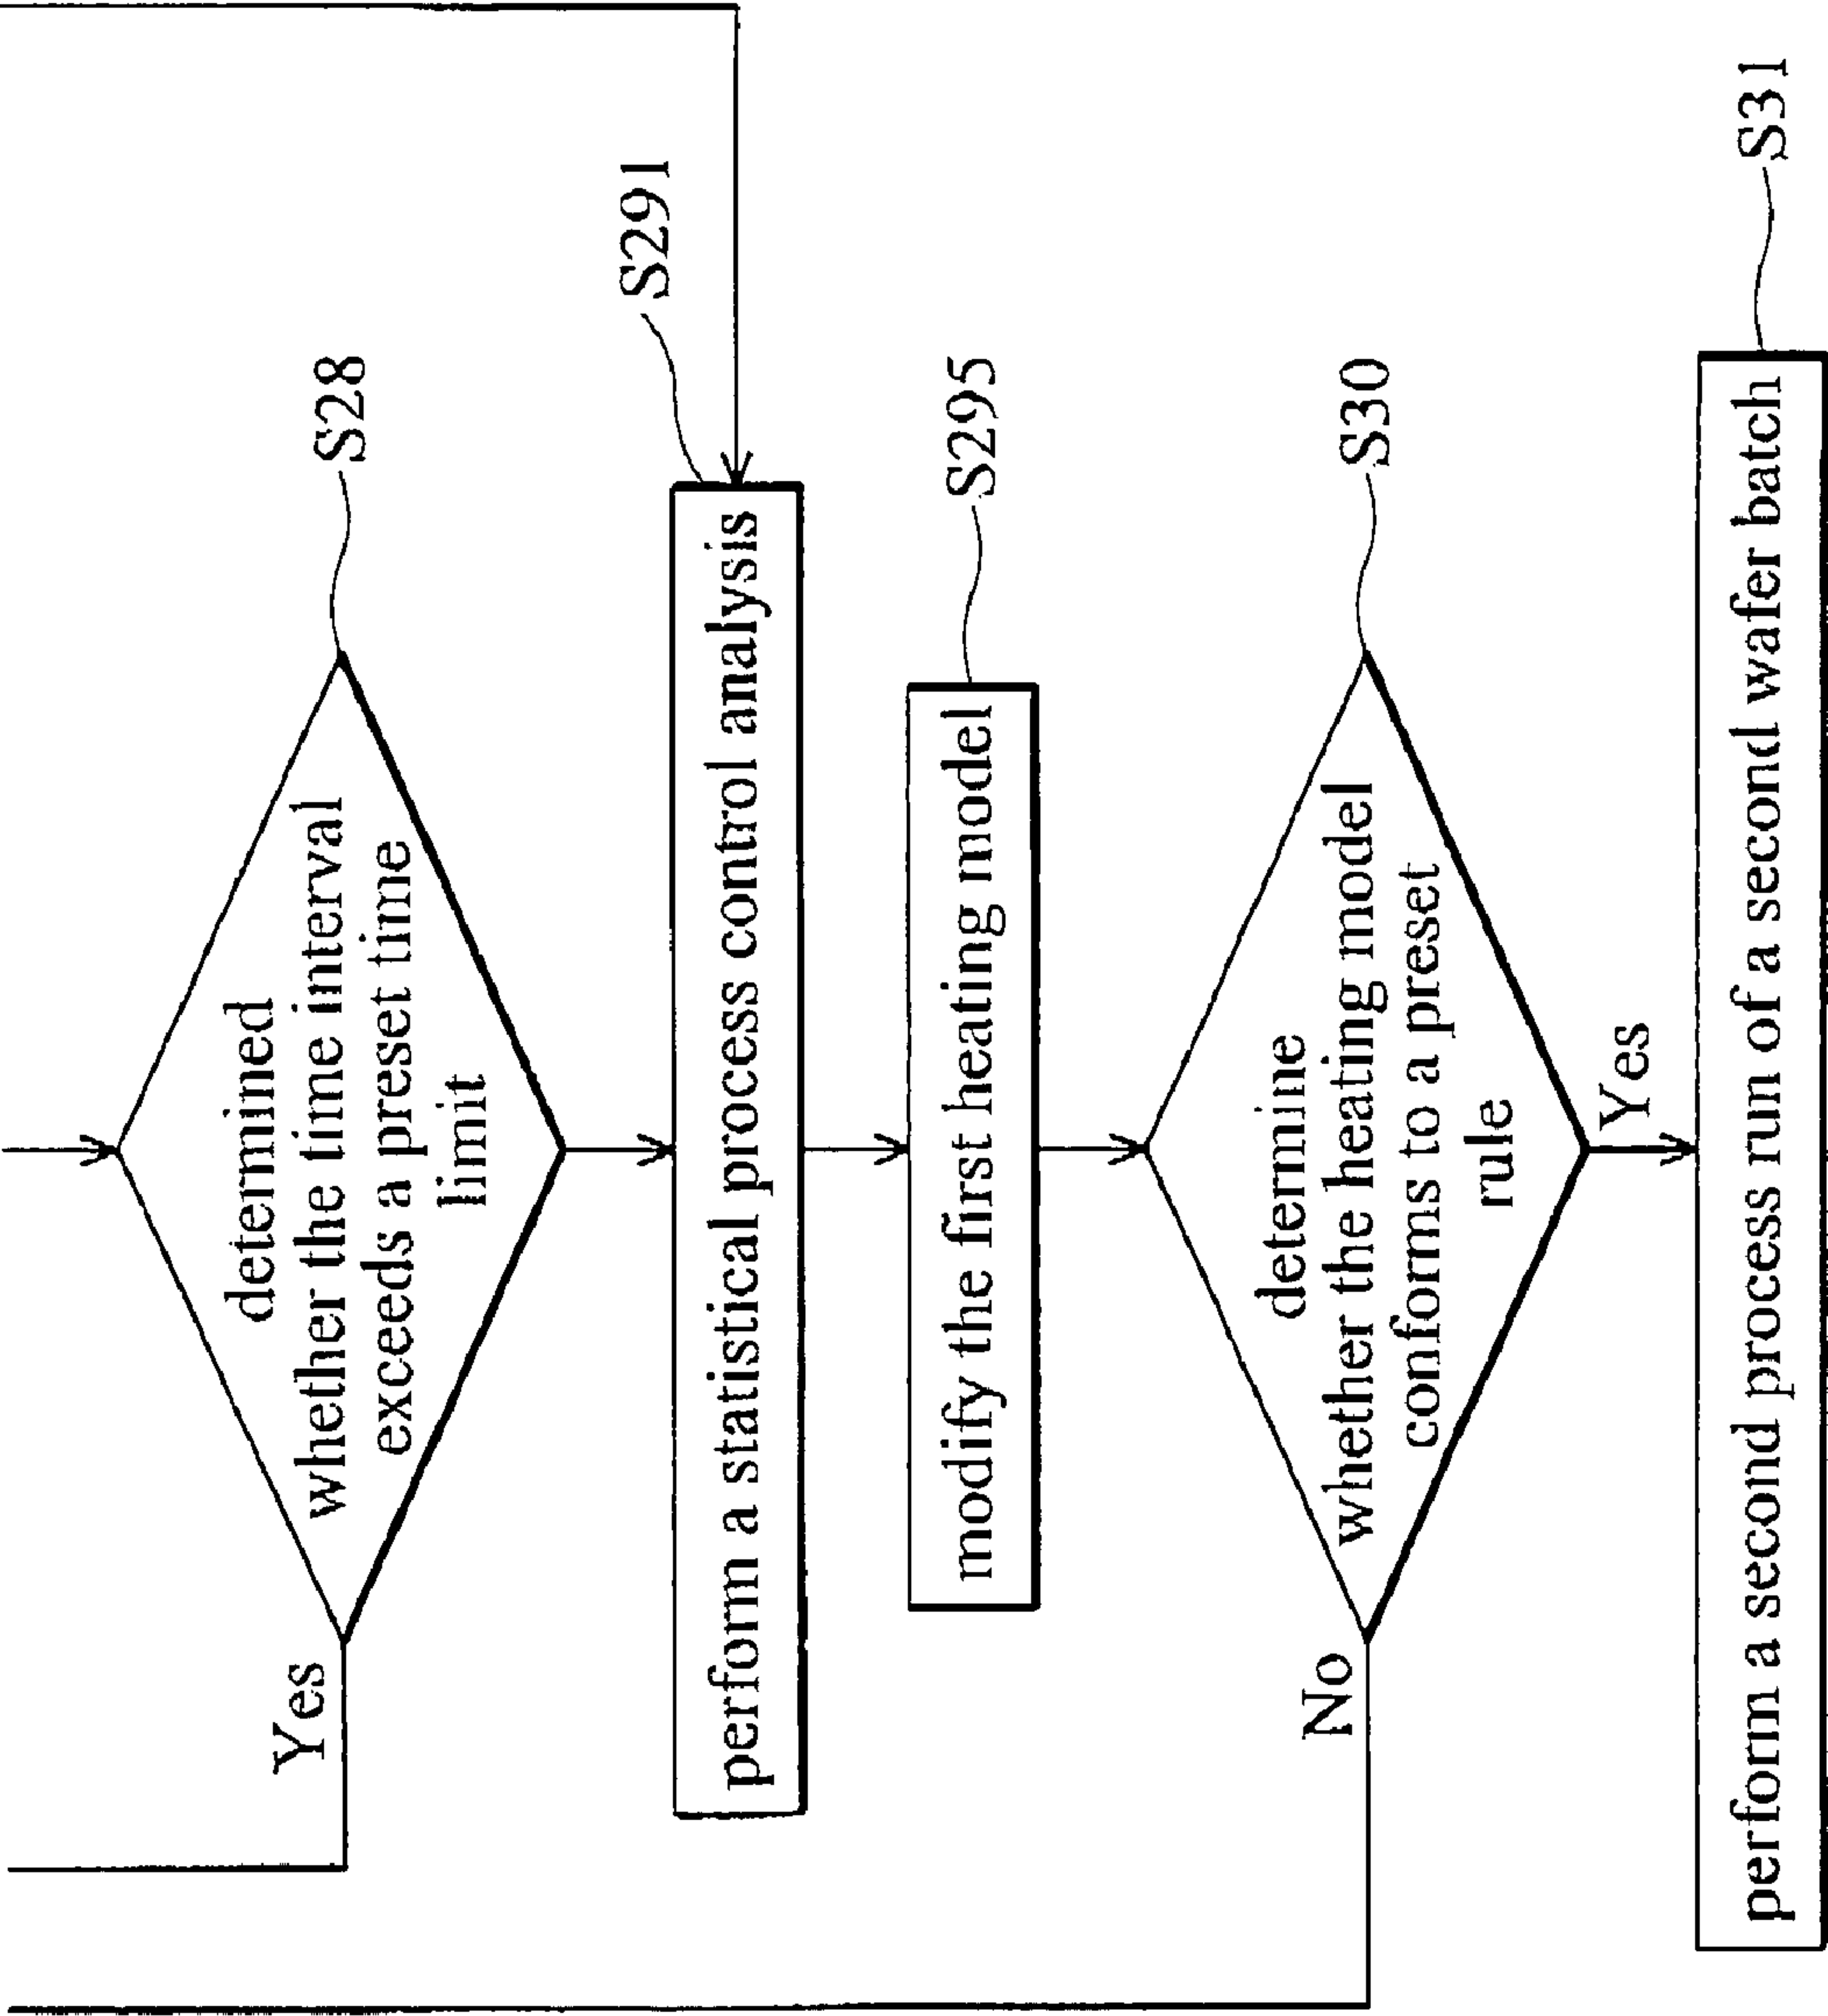 determined
whether the time interval
exceeds a preset time
limit
S28
Yes
perform a statistical process control analysis
S291
modify the first heating model
S295
determine
whether the heating model
conforms to a preset
rule
S30
No
Yes
perform a second process run of a second wafer batch
S31